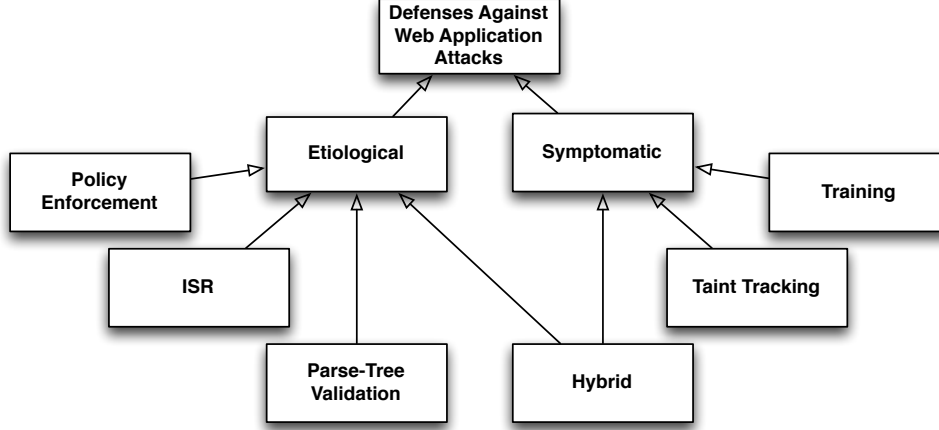 Defenses Against
Web Application
Attacks
Etiological
Symptomatic
Policy
Enforcement
Training
ISR
Taint Tracking
Parse-Tree
Validation
Hybrid